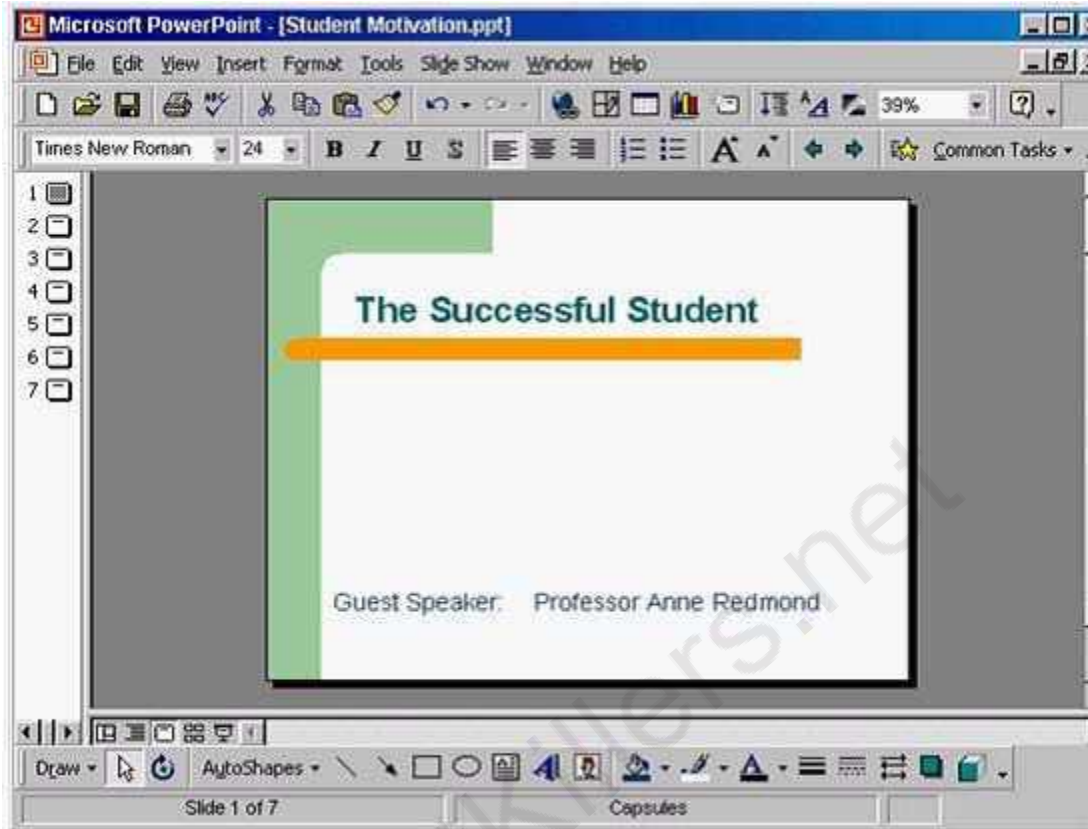 Microsoft PowerPoint - [Student Motivation.ppt]
File Edit View Insert Format Tools Slide Show Window Help
39%
Times New Roman 24 B I U S A A Common Tasks
1
2
3
4
5
6
7
The Successful Student
Guest Speaker: Professor Anne Redmond
Draw AutoShapes
Slide 1 of 7 Capsules
killers.net